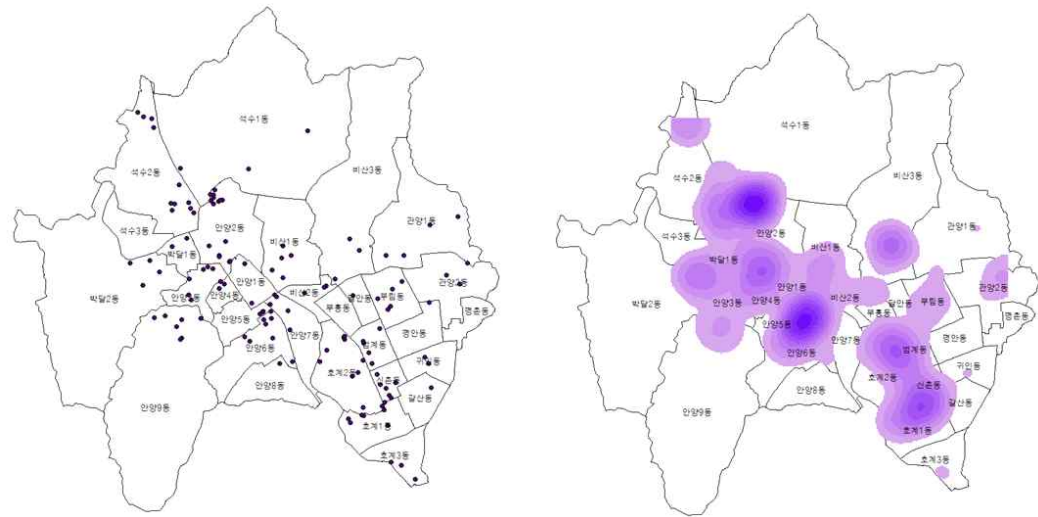 석수1동
석수2동
비산3동
관양1동
석수3동
안양2동
비산1동
박달1동
안양1동
박달2동
안양4동
비산2동
관양2동
부림동
평촌동
안양5동
안양7동
평안동
범계동
안양6동
귀인동
호계2동
신촌동
안양8동
갈산동
안양9동
호계1동
호계3동
석수1동
석수2동
비산3동
관양1동
석수3동
안양2동
비산1동
박달1동
안양1동
관양2동
박달2동
안양3동
안양4동
비산2동
달안동
부림동
부흥동
평촌동
안양5동
안양7동
평안동
안양6동
범계동
귀인동
호계2동
신촌동
안양8동
갈산동
안양9동
호계1동
호계3동